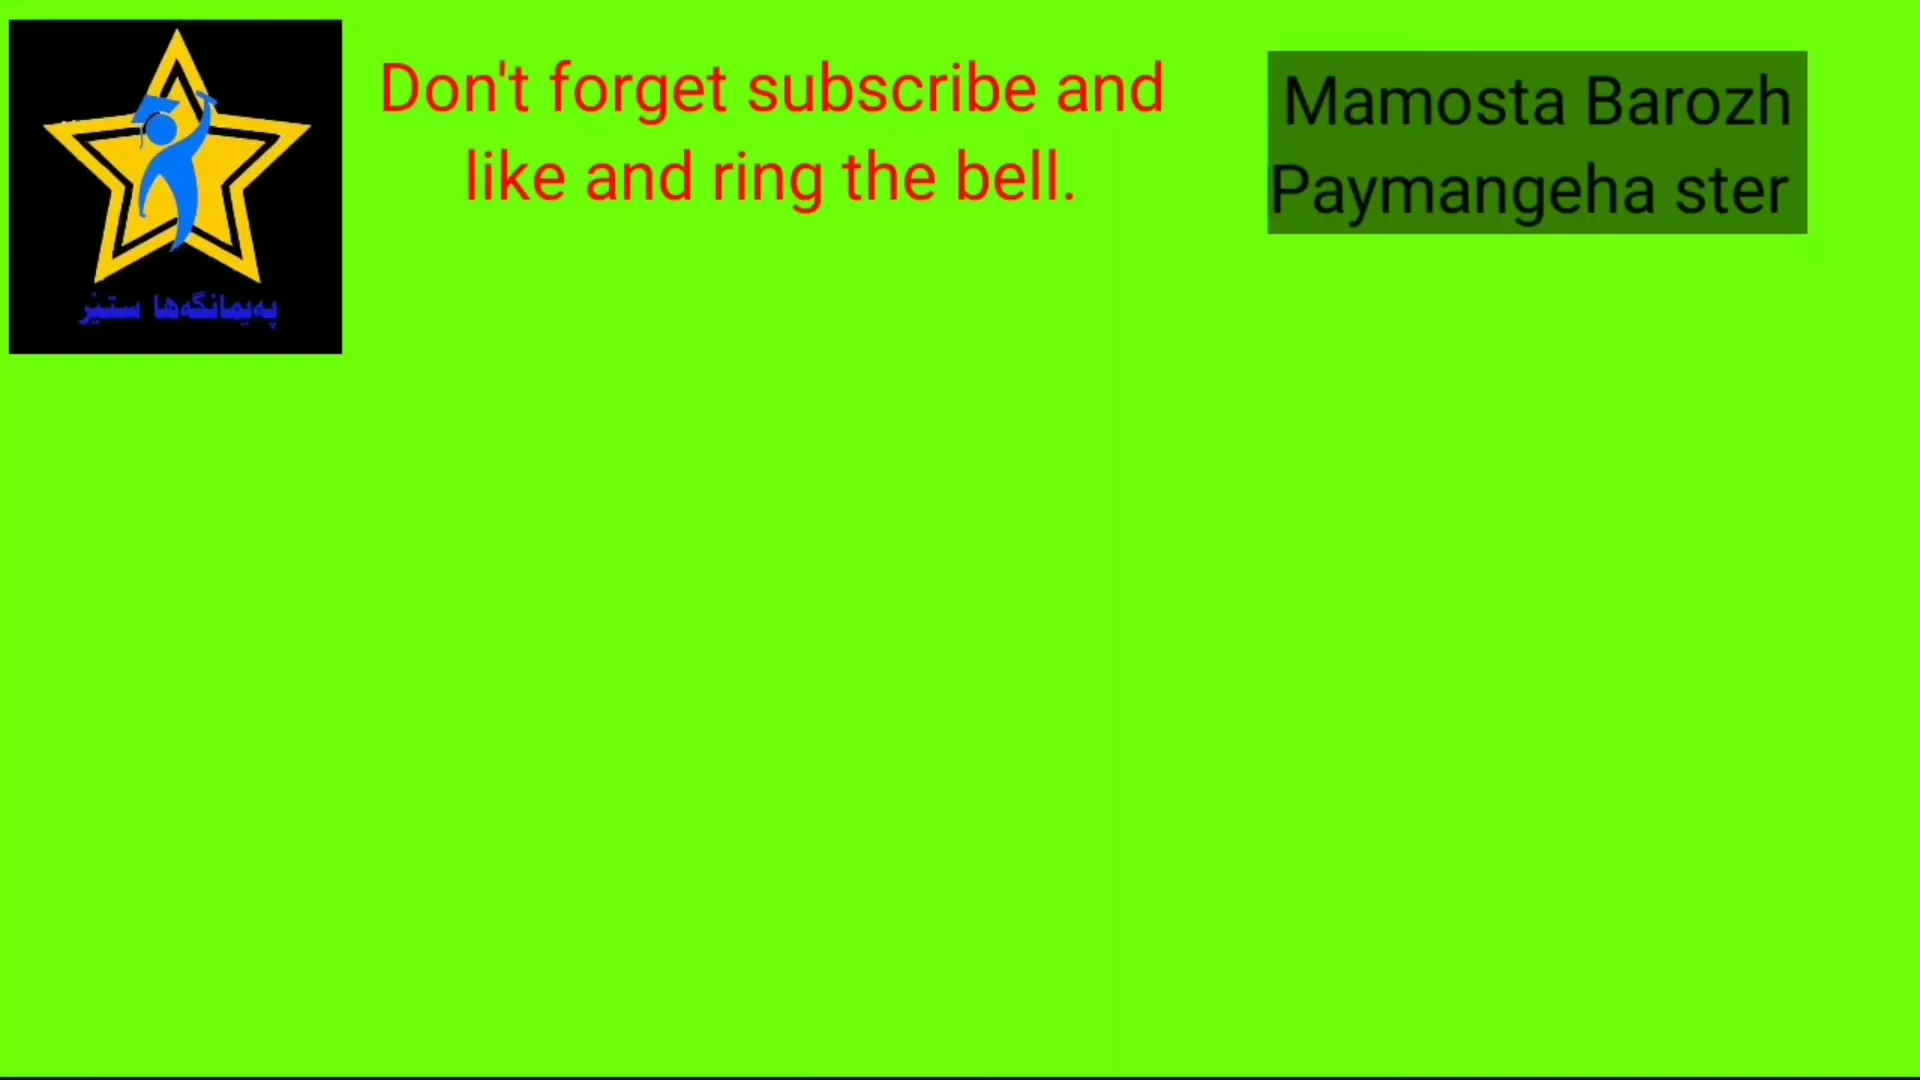 Don't forget subscribe and
like and ring the bell.
Mamosta Barozh
Paymangeha ster
پەیمانگەها ستێر